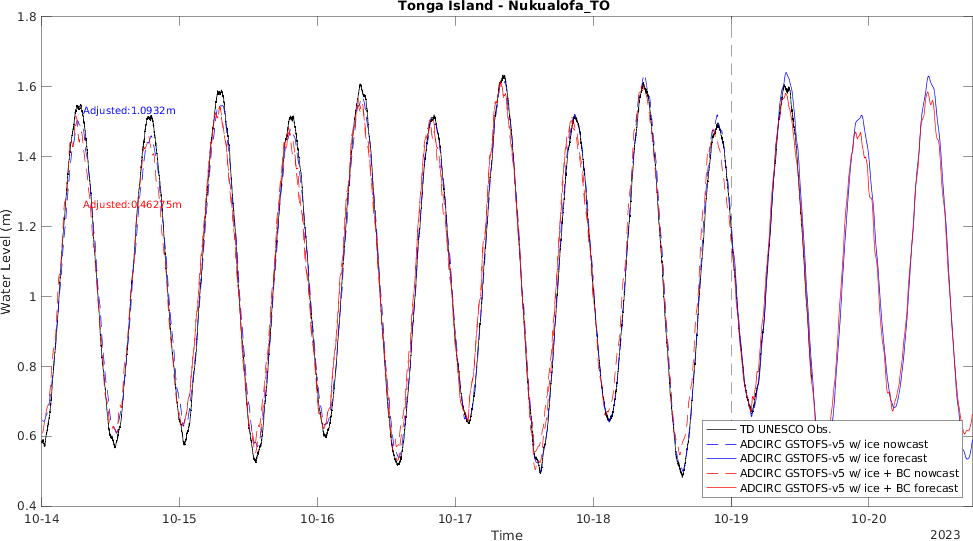 Tonga Island - Nukualofa_TO
1.8
1.6
1.4
1.2
1
0.8
0.6
0.4
Water Level (m)
Adjusted:1.0932m
Adjusted:0.46275m
TD UNESCO Obs.
ADCIRC GSTOFS-v5 w/ ice nowcast
ADCIRC GSTOFS-v5 w/ ice forecast
ADCIRC GSTOFS-v5 w/ ice + BC nowcast
ADCIRC GSTOFS-v5 w/ ice + BC forecast
10-14 10-15 10-16 10-17 10-18 10-19 10-20
Time
2023